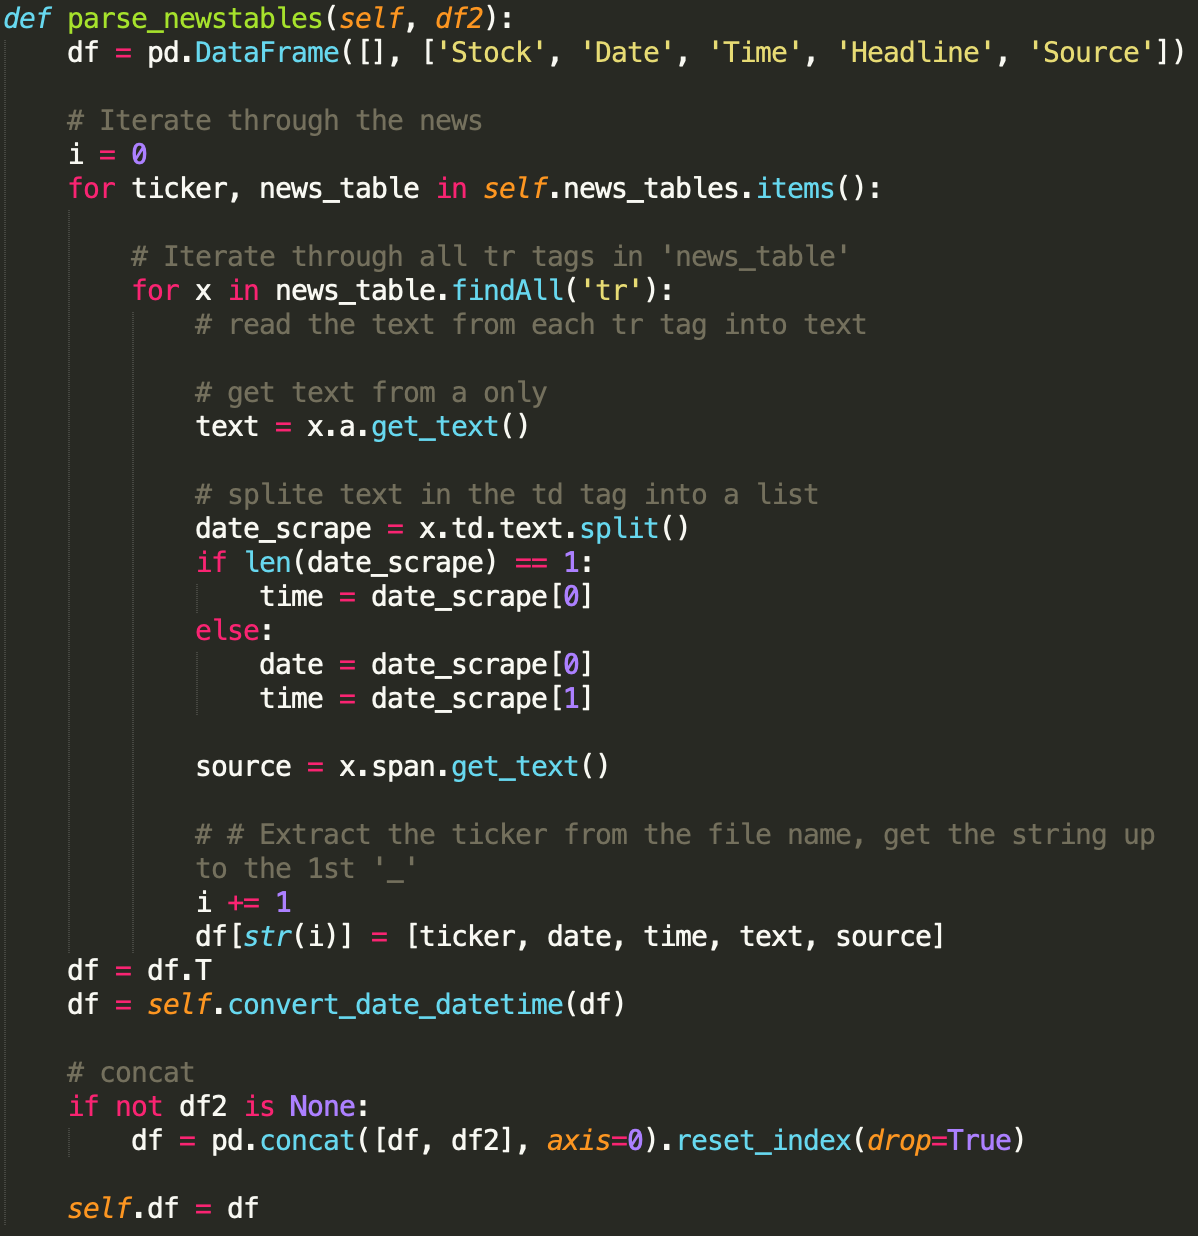 def parse_newstables(self, df2):
    df = pd.DataFrame([], ['Stock', 'Date', 'Time', 'Headline', 'Source'])

    # Iterate through the news
    i = 0
    for ticker, news_table in self.news_tables.items():

        # Iterate through all tr tags in 'news_table'
        for x in news_table.findAll('tr'):
            # read the text from each tr tag into text

            # get text from a only
            text = x.a.get_text()

            # splite text in the td tag into a list
            date_scrape = x.td.text.split()
            if len(date_scrape) == 1:
                time = date_scrape[0]
            else:
                date = date_scrape[0]
                time = date_scrape[1]

            source = x.span.get_text()

            # # Extract the ticker from the file name, get the string up
            to the 1st '_'
            i += 1
            df[str(i)] = [ticker, date, time, text, source]
    df = df.T
    df = self.convert_date_datetime(df)

    # concat
    if not df2 is None:
        df = pd.concat([df, df2], axis=0).reset_index(drop=True)

    self.df = df